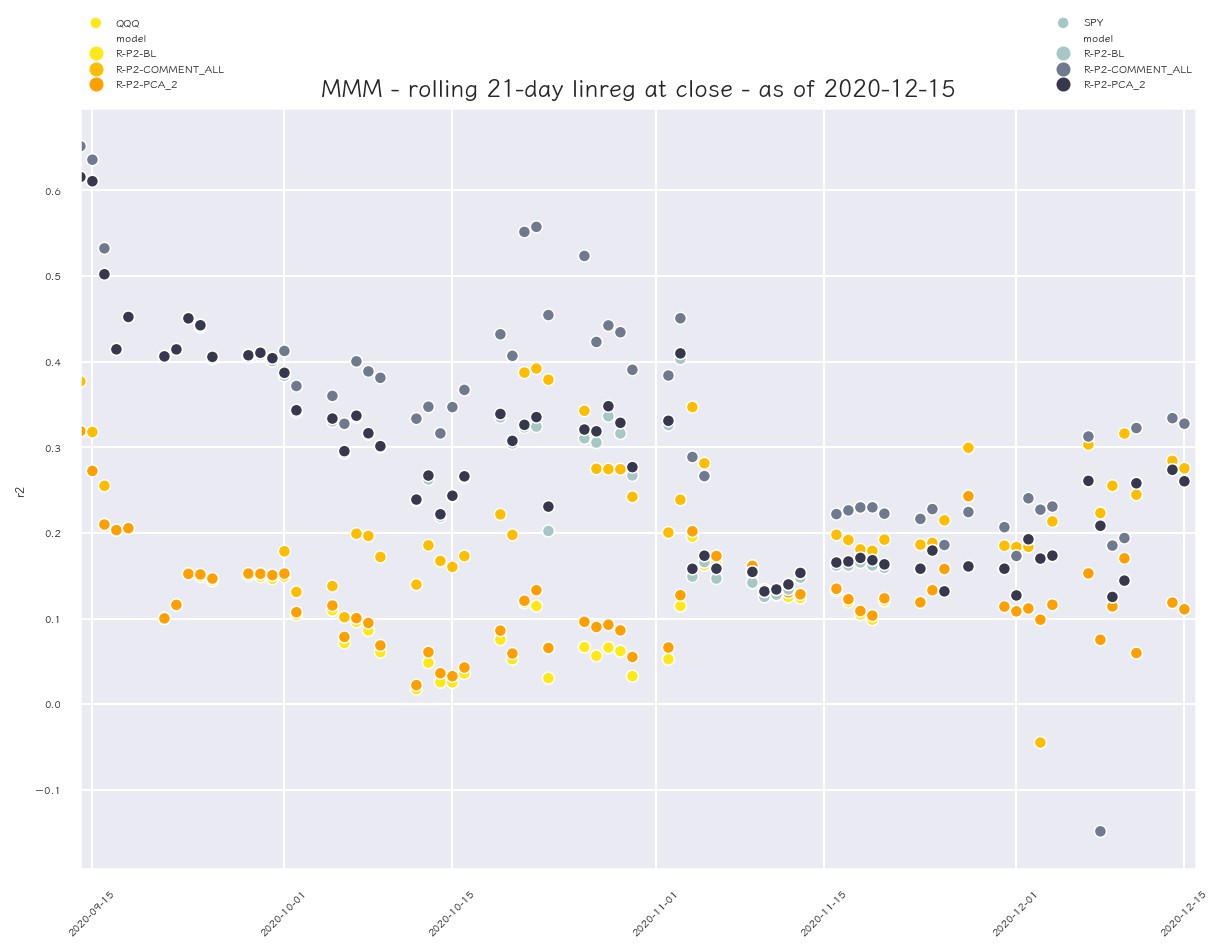 QQQ
model
R-P2-BL
R-P2-COMMENT_ALL
R-P2-PCA_2
SPY
model
R-P2-BL
R-P2-COMMENT_ALL
R-P2-PCA_2
MMM - rolling 21-day linreg at close - as of 2020-12-15
r2
0.6
0.5
0.4
0.3
0.2
0.1
0.0
−0.1
2020-09-15
2020-10-01
2020-10-15
2020-11-01
2020-11-15
2020-12-01
2020-12-15